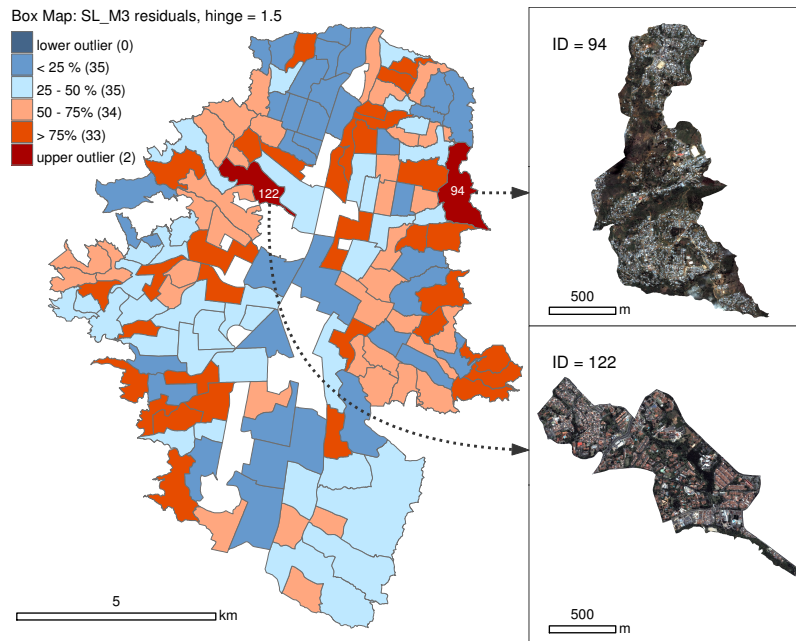 Box Map: SL_M3 residuals, hinge = 1.5
lower outlier (0)
< 25 % (35)
25 - 50 % (35)
50 - 75% (34)
> 75% (33)
upper outlier (2)
122
94
5
km
ID = 94
500
m
ID = 122
500
m